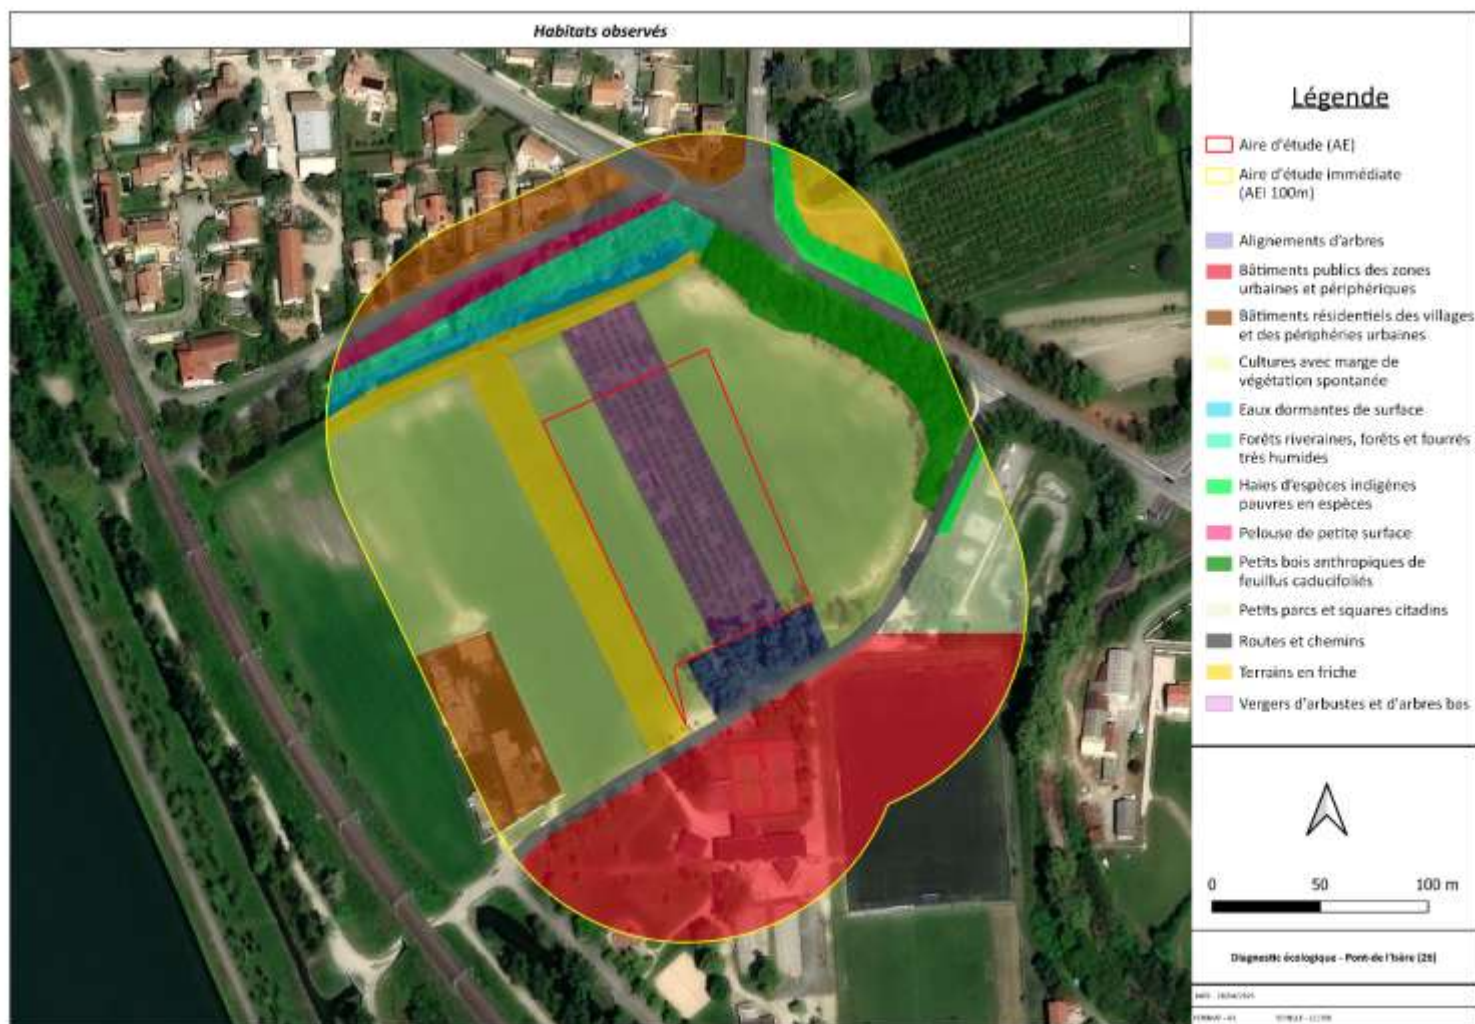 Habitats observés
Légende
Aire d'étude (AE)
Aire d'étude immédiate
(AEI 100m)
Alignements d'arbres
Bâtiments publics des zones
urbaines et périphériques
Bâtiments résidentiels des villages
et des périphéries urbaines
Cultures avec marge de
végétation spontanée
Eaux dormantes de surface
Forêts riveraines, forêts et fourrés
très humides
Haies d'espèces indigènes
pauvres en espèces
Pelouse de petite surface
Petits bois anthropiques de
feuillus caducifoliés
Petits parcs et squares citadins
Routes et chemins
Terrains en friche
Vergers d'arbustes et d'arbres bas
0 50 100 m
Diagnostic écologique - Pont-de l'Isère (26)